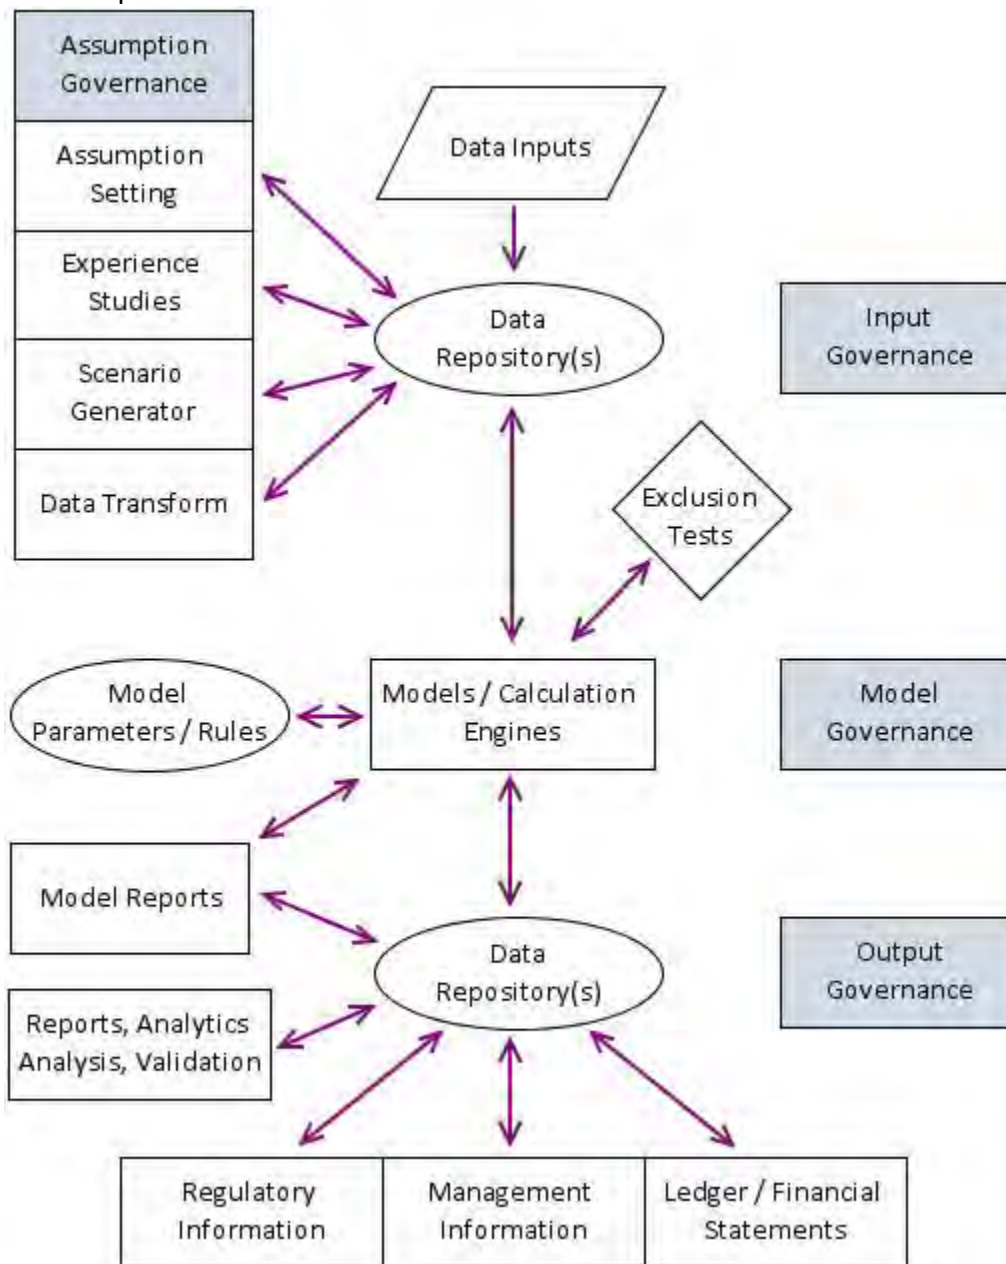 Assumption
Governance
Assumption
Setting
Experience
Studies
Scenario
Generator
Data Transform
Data Inputs
Data
Repository(s)
Input
Governance
Exclusion
Tests
Model
Parameters / Rules
Models / Calculation
Engines
Model
Governance
Model Reports
Data
Repository(s)
Output
Governance
Reports, Analytics
Analysis, Validation
Regulatory
Information
Management
Information
Ledger / Financial
Statements